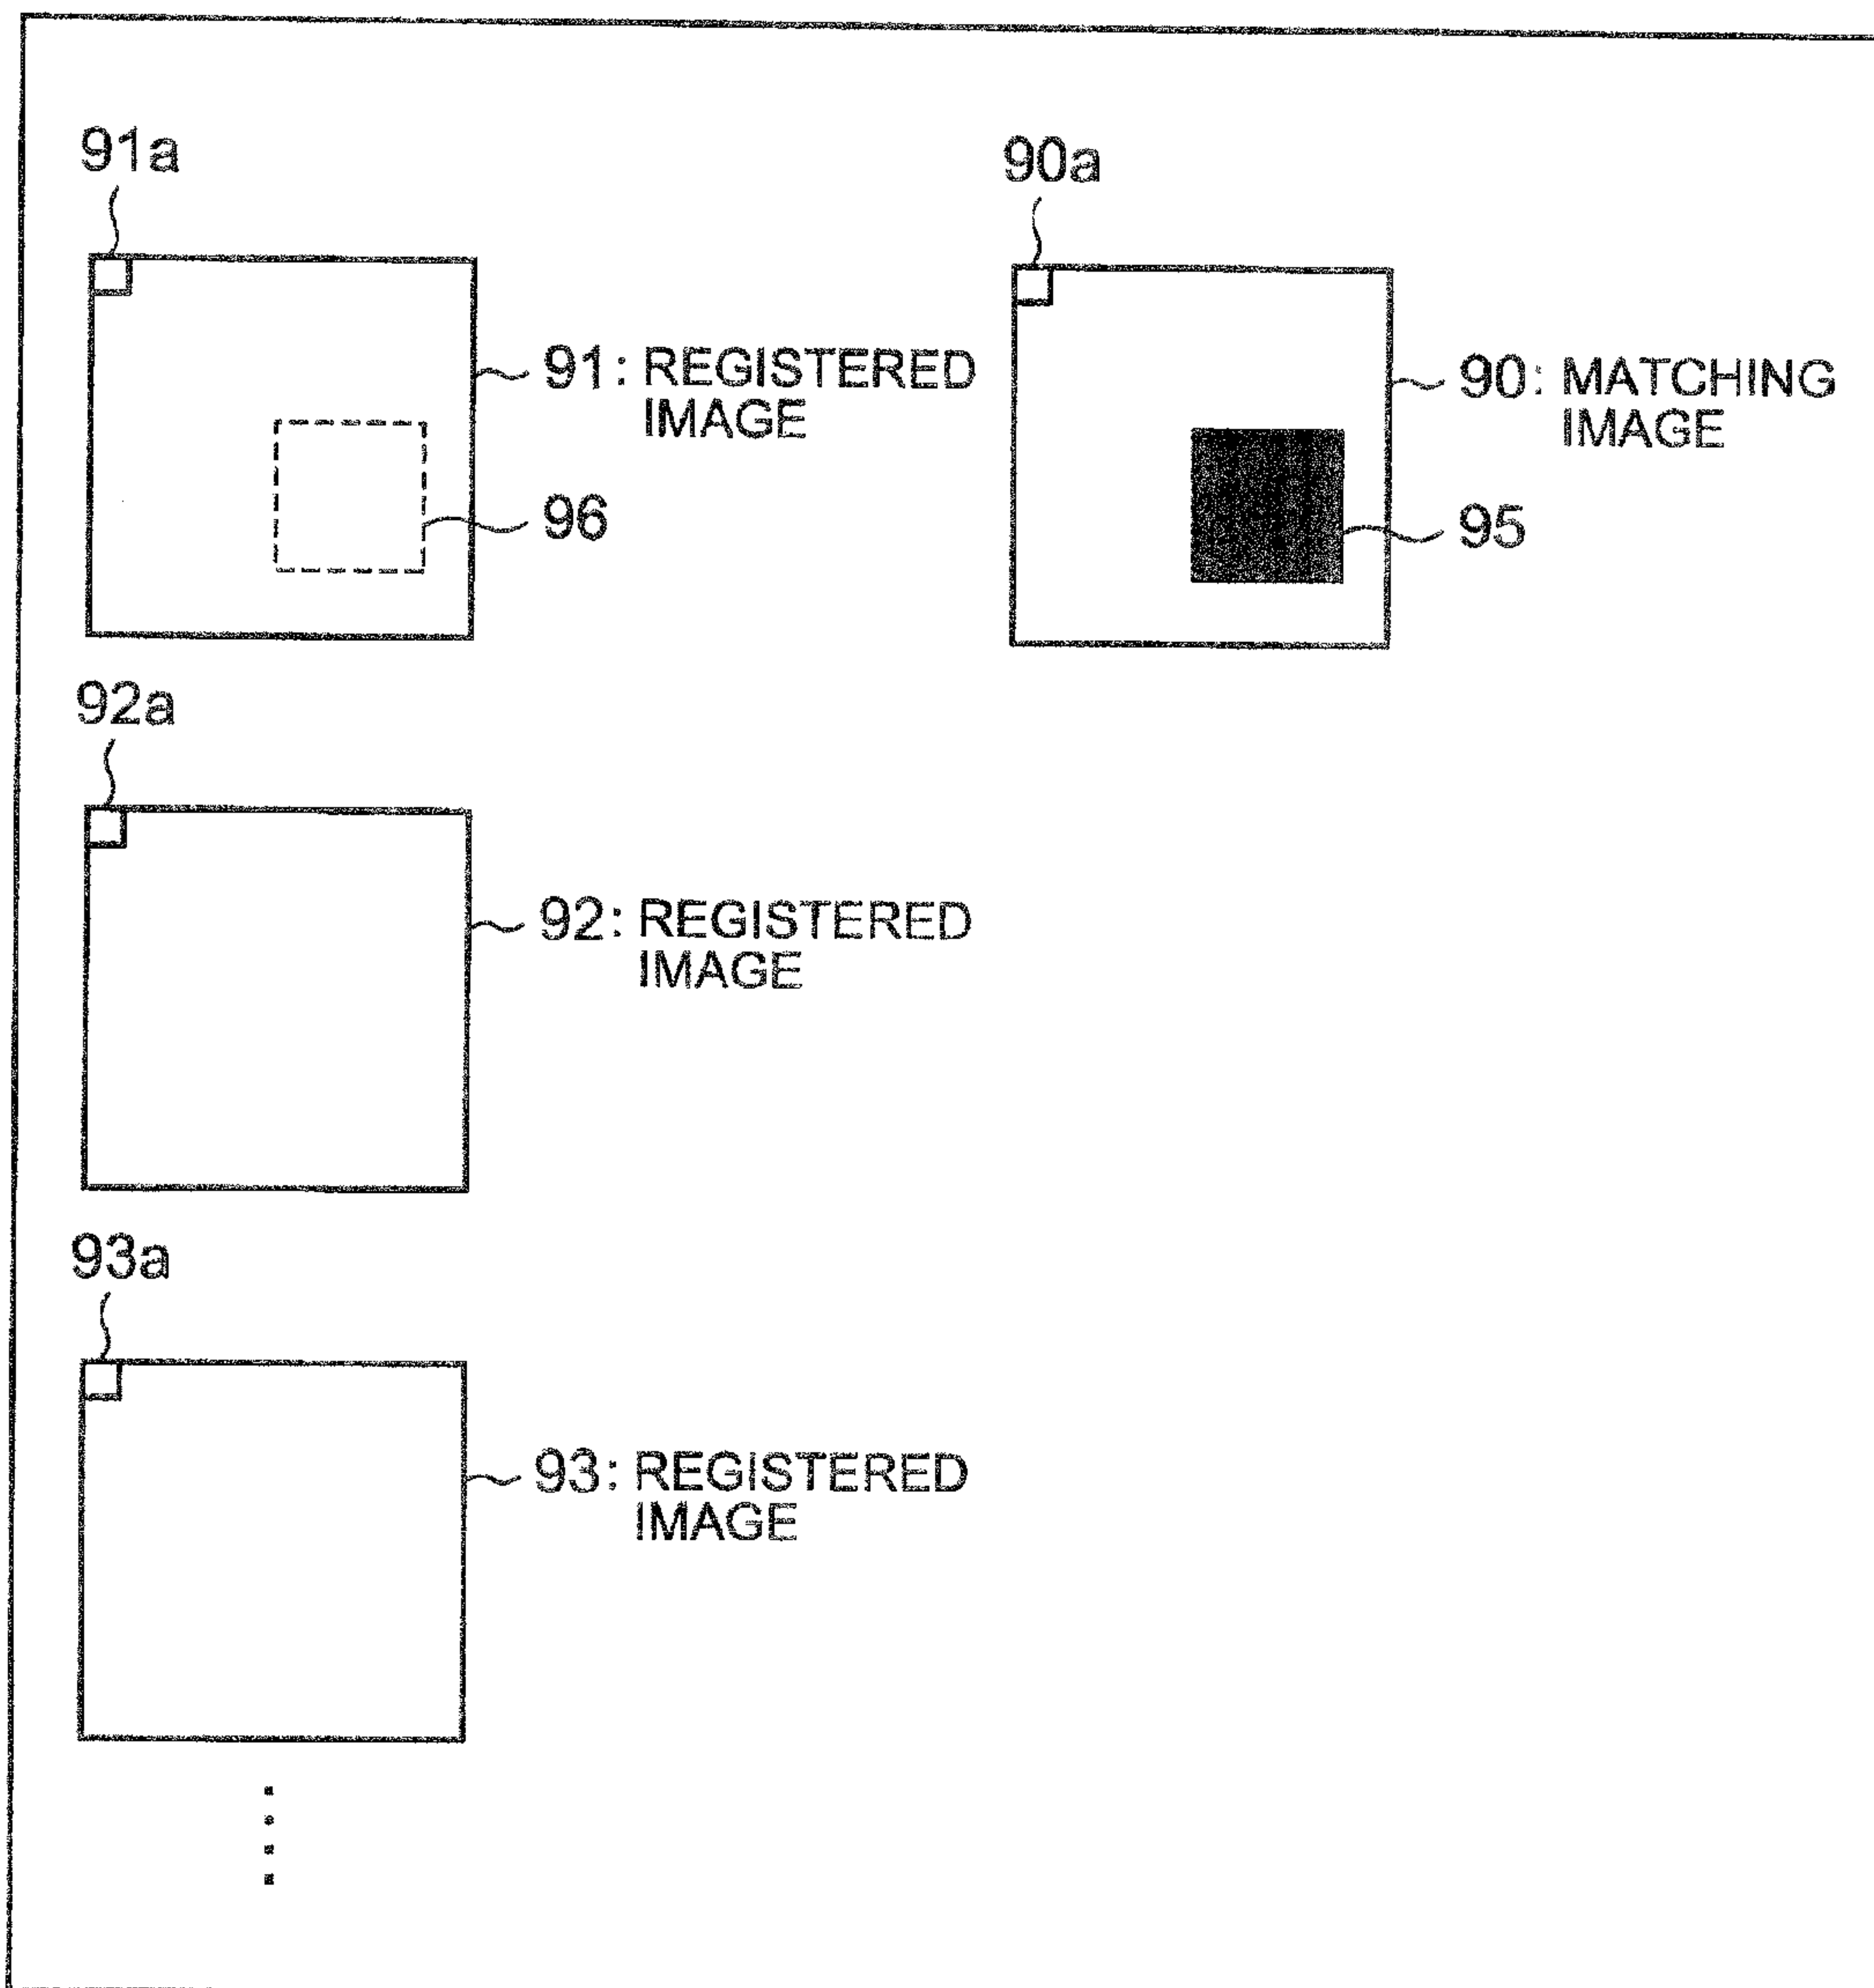 91a
90a
91: REGISTERED
IMAGE
96
90: MATCHING
IMAGE
95
92a
92: REGISTERED
IMAGE
93a
93: REGISTERED
IMAGE